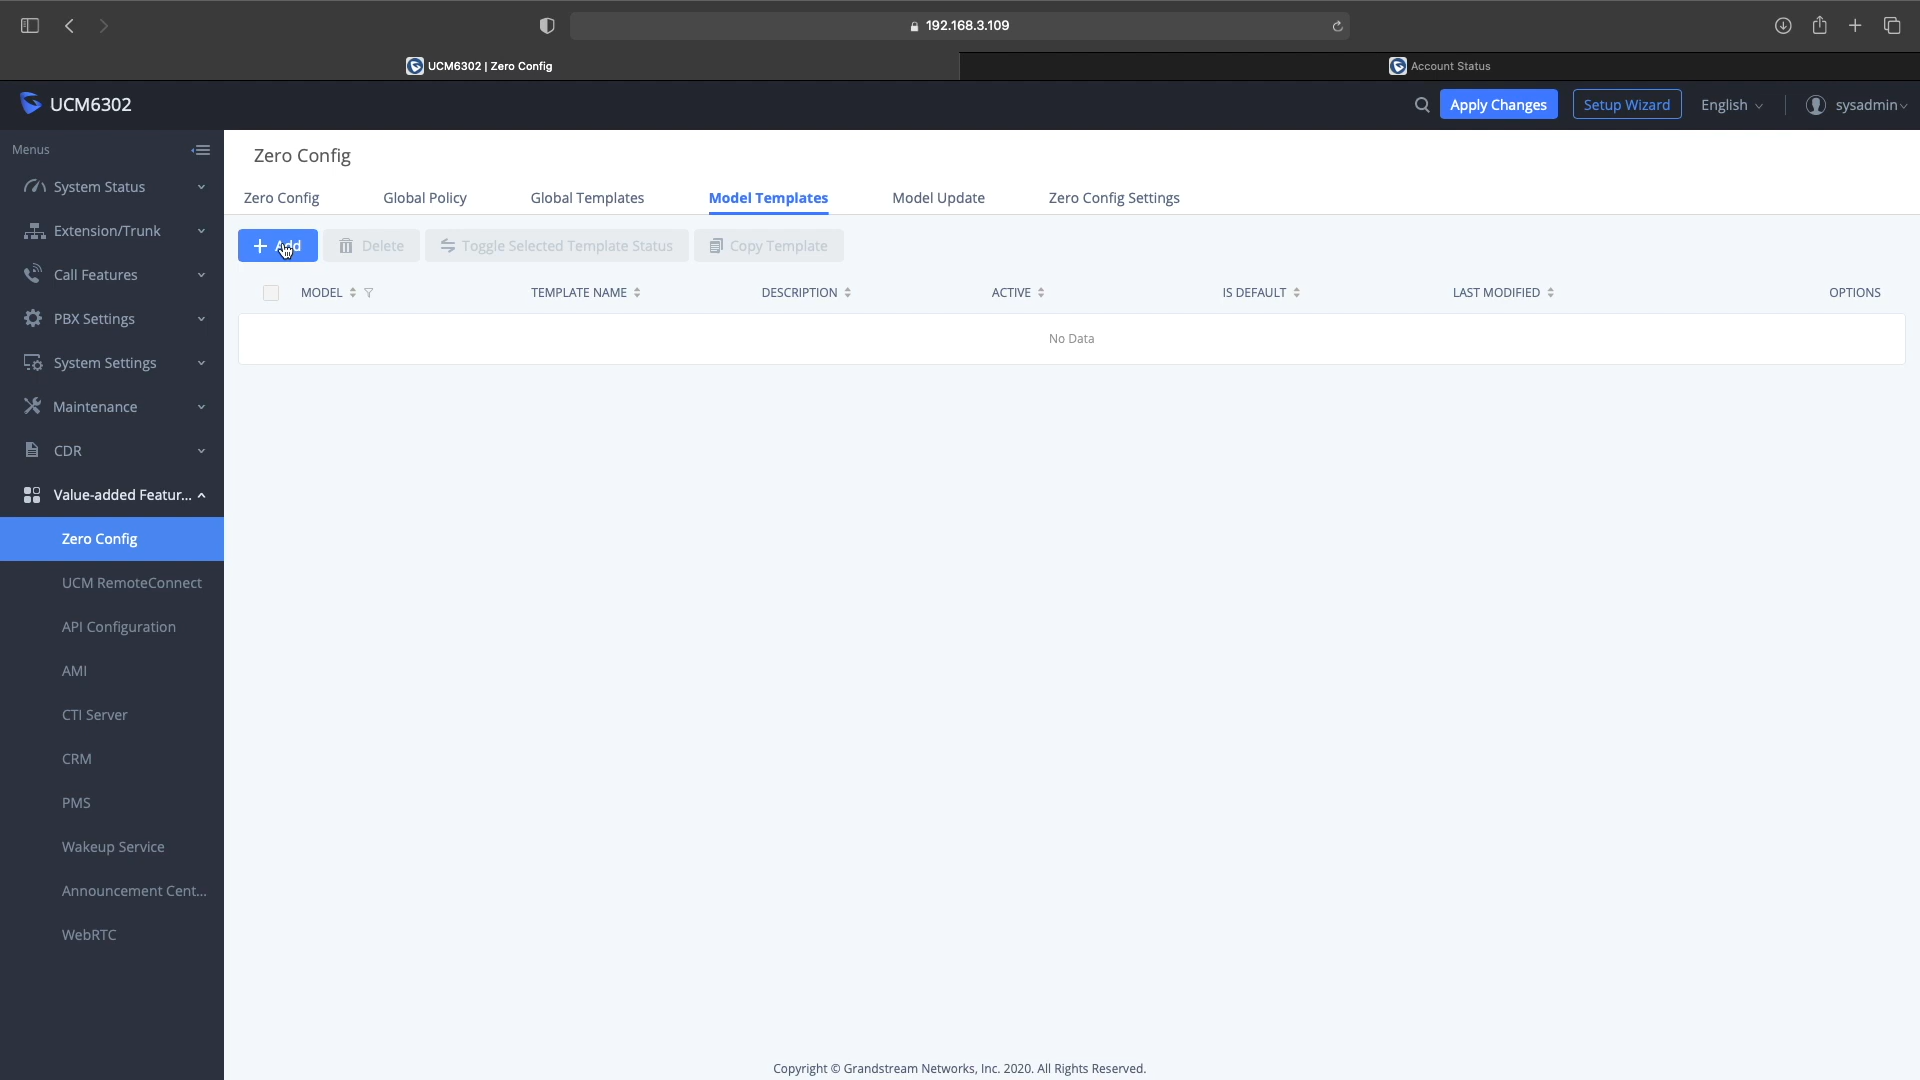 192.168.3.109
UCM6302 | Zero Config
Account Status
UCM6302
Apply Changes
Setup Wizard
English
sysadmin
Menus
System Status
Extension/Trunk
Call Features
PBX Settings
System Settings
Maintenance
CDR
Value-added Featur...
Zero Config
UCM RemoteConnect
API Configuration
AMI
CTI Server
CRM
PMS
Wakeup Service
Announcement Cent...
WebRTC
Zero Config
Zero Config Global Policy Global Templates Model Templates Model Update Zero Config Settings
+ Add Delete Toggle Selected Template Status Copy Template
MODEL TEMPLATE NAME DESCRIPTION ACTIVE IS DEFAULT LAST MODIFIED OPTIONS
No Data
Copyright © Grandstream Networks, Inc. 2020. All Rights Reserved.